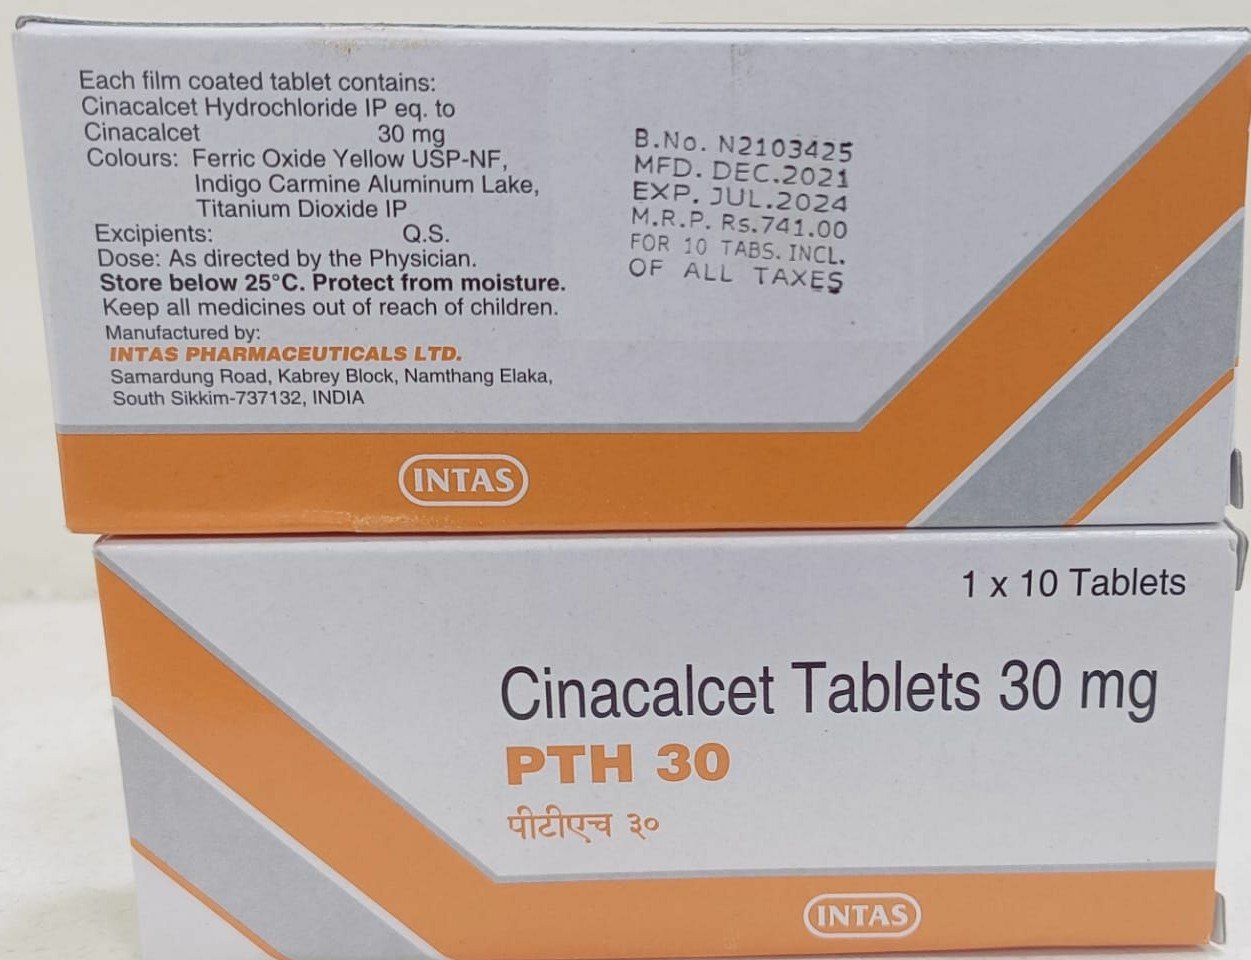 Each film coated tablet contains:
Cinacalcet Hydrochloride IP eq. to
Cinacalcet 30 mg
Colours: Ferric Oxide Yellow USP-NF,
Indigo Carmine Aluminum Lake,
Titanium Dioxide IP
Excipients: Q.S.
Dose: As directed by the Physician.
Store below 25°C. Protect from moisture.
Keep all medicines out of reach of children.
Manufactured by:
INTAS PHARMACEUTICALS LTD.
Samardung Road, Kabrey Block, Namthang Elaka,
South Sikkim-737132, INDIA
B.No. N2103425
MFD. DEC.2021
EXP. JUL.2024
M.R.P. Rs.741.00
FOR 10 TABS. INCL.
OF ALL TAXES
INTAS
1 x 10 Tablets
Cinacalcet Tablets 30 mg
PTH 30
पीटीएच ३०
INTAS